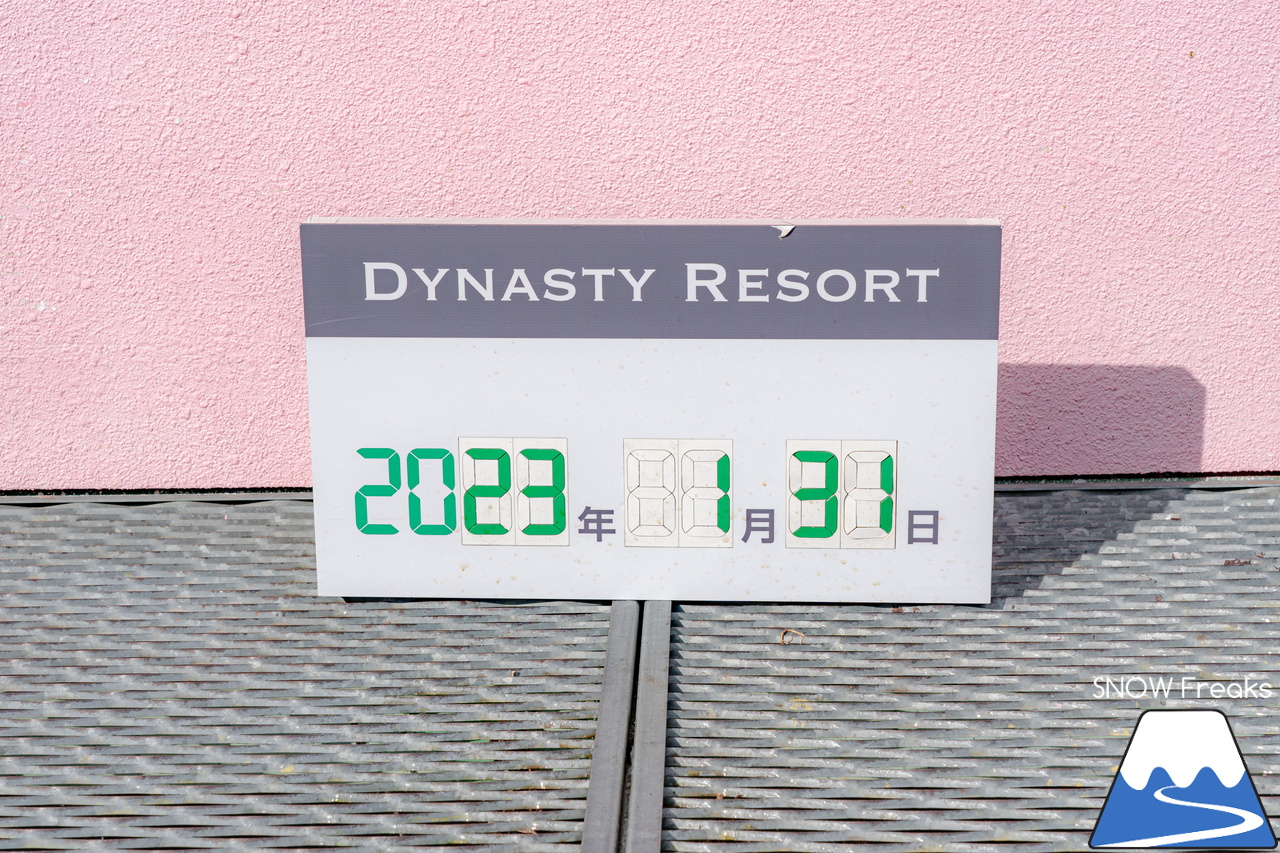 DYNASTY RESORT
2023年 1月31日
SNOW Freaks